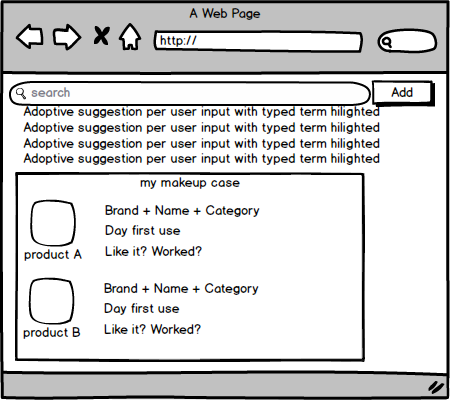 A Web Page
http://
search
Add
Adoptive suggestion per user input with typed term hilighted
Adoptive suggestion per user input with typed term hilighted
Adoptive suggestion per user input with typed term hilighted
Adoptive suggestion per user input with typed term hilighted
my makeup case
Brand + Name + Category
Day first use
Like it? Worked?
product A
Brand + Name + Category
Day first use
Like it? Worked?
product B